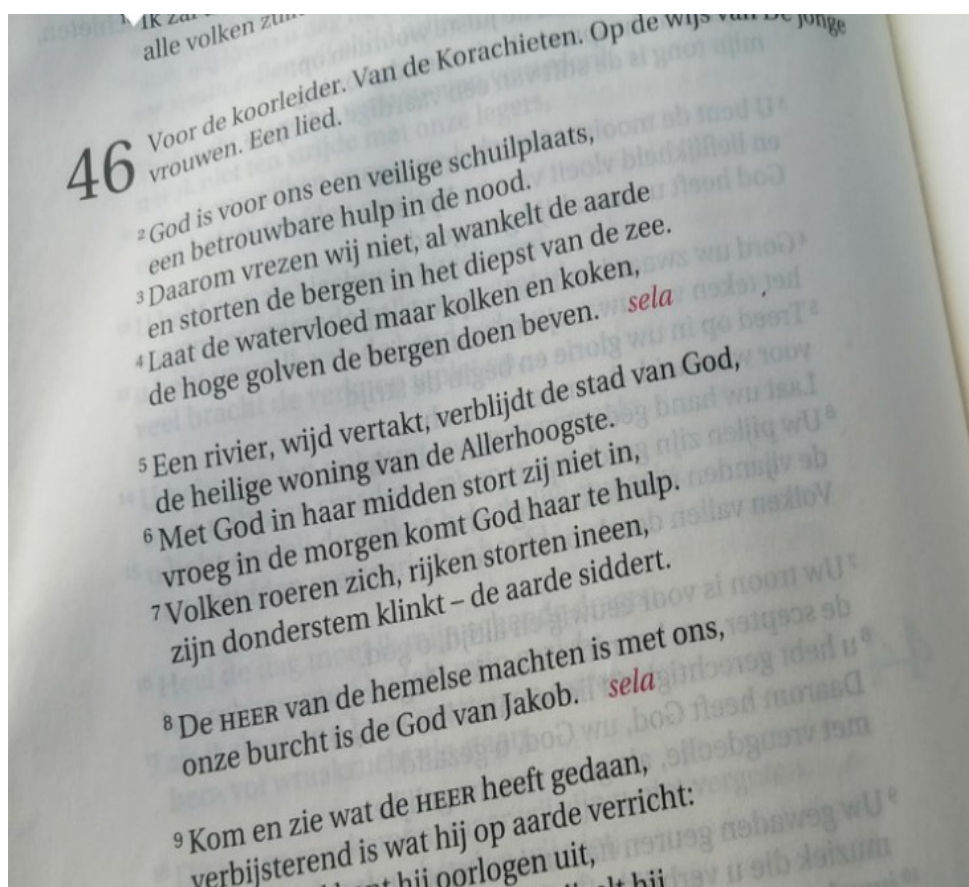 alle volken
46 Voor de koorleider. Van de Korachieten. Op de wijs van De jonge
vrouwen. Een lied.
2 God is voor ons een veilige schuilplaats,
een betrouwbare hulp in de nood.
3 Daarom vrezen wij niet, al wankelt de aarde
en storten de bergen in het diepst van de zee.
4 Laat de watervloed maar kolken en koken,
de hoge golven de bergen doen beven. sela
5 Een rivier, wijd vertakt, verblijdt de stad van God,
de heilige woning van de Allerhoogste.
6 Met God in haar midden stort zij niet in,
vroeg in de morgen komt God haar te hulp.
7 Volken roeren zich, rijken storten ineen,
zijn donderstem klinkt – de aarde siddert.
8 De HEER van de hemelse machten is met ons,
onze burcht is de God van Jakob. sela
9 Kom en zie wat de HEER heeft gedaan,
verbijsterend is wat hij op aarde verricht:
hij oorlogen uit,